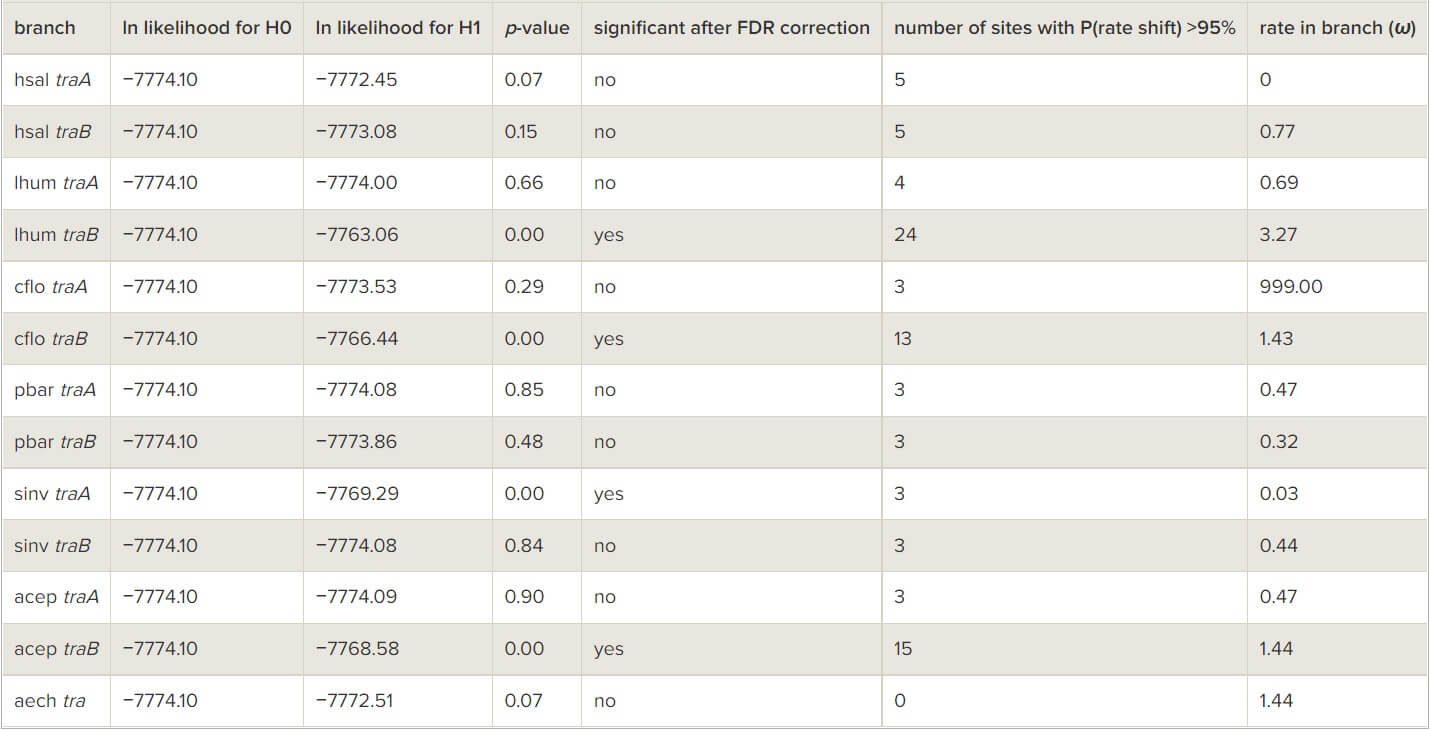 branch ln likelihood for H0 ln likelihood for H1 p-value significant after FDR correction number of sites with P(rate shift) >95% rate in branch (ω)
hsal traA −7774.10 −7772.45 0.07 no 5 0
hsal traB −7774.10 −7773.08 0.15 no 5 0.77
lhum traA −7774.10 −7774.00 0.66 no 4 0.69
lhum traB −7774.10 −7763.06 0.00 yes 24 3.27
cflo traA −7774.10 −7773.53 0.29 no 3 999.00
cflo traB −7774.10 −7766.44 0.00 yes 13 1.43
pbar traA −7774.10 −7774.08 0.85 no 3 0.47
pbar traB −7774.10 −7773.86 0.48 no 3 0.32
sinv traA −7774.10 −7769.29 0.00 yes 3 0.03
sinv traB −7774.10 −7774.08 0.84 no 3 0.44
acep traA −7774.10 −7774.09 0.90 no 3 0.47
acep traB −7774.10 −7768.58 0.00 yes 15 1.44
aech tra −7774.10 −7772.51 0.07 no 0 1.44